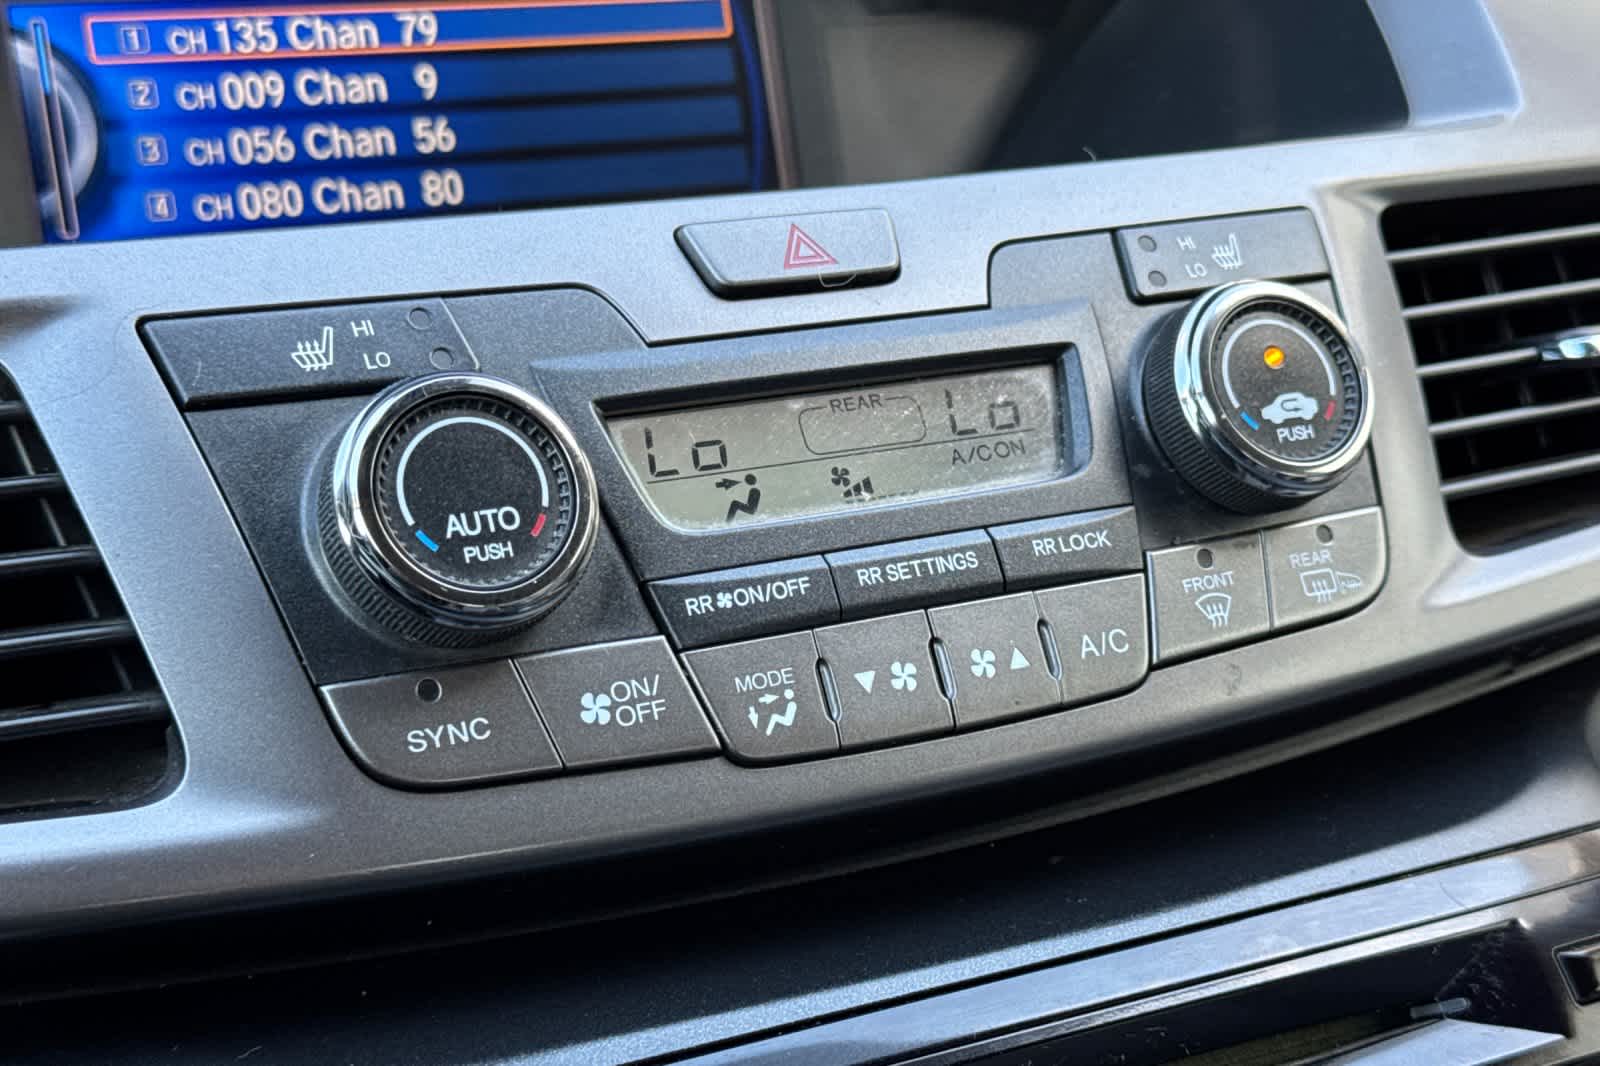 1 CH 135 Chan 79
2 CH 009 Chan 9
3 CH 056 Chan 56
4 CH 080 Chan 80
HI
LO
HI
LO
AUTO
PUSH
Lo
REAR
Lo
A/C ON
PUSH
RR ON/OFF
RR SETTINGS
RR LOCK
FRONT
REAR
SYNC
ON/
OFF
MODE
A/C